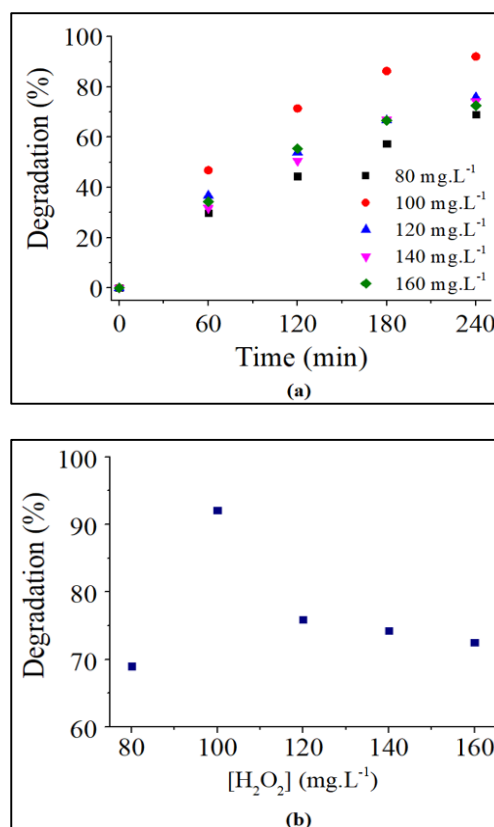 100
80
60
40
20
0
Degradation (%)
80 mg.L⁻¹
100 mg.L⁻¹
120 mg.L⁻¹
140 mg.L⁻¹
160 mg.L⁻¹
0 60 120 180 240
Time (min)
(a)
100
90
80
70
60
Degradation (%)
80 100 120 140 160
[H₂O₂] (mg.L⁻¹)
(b)